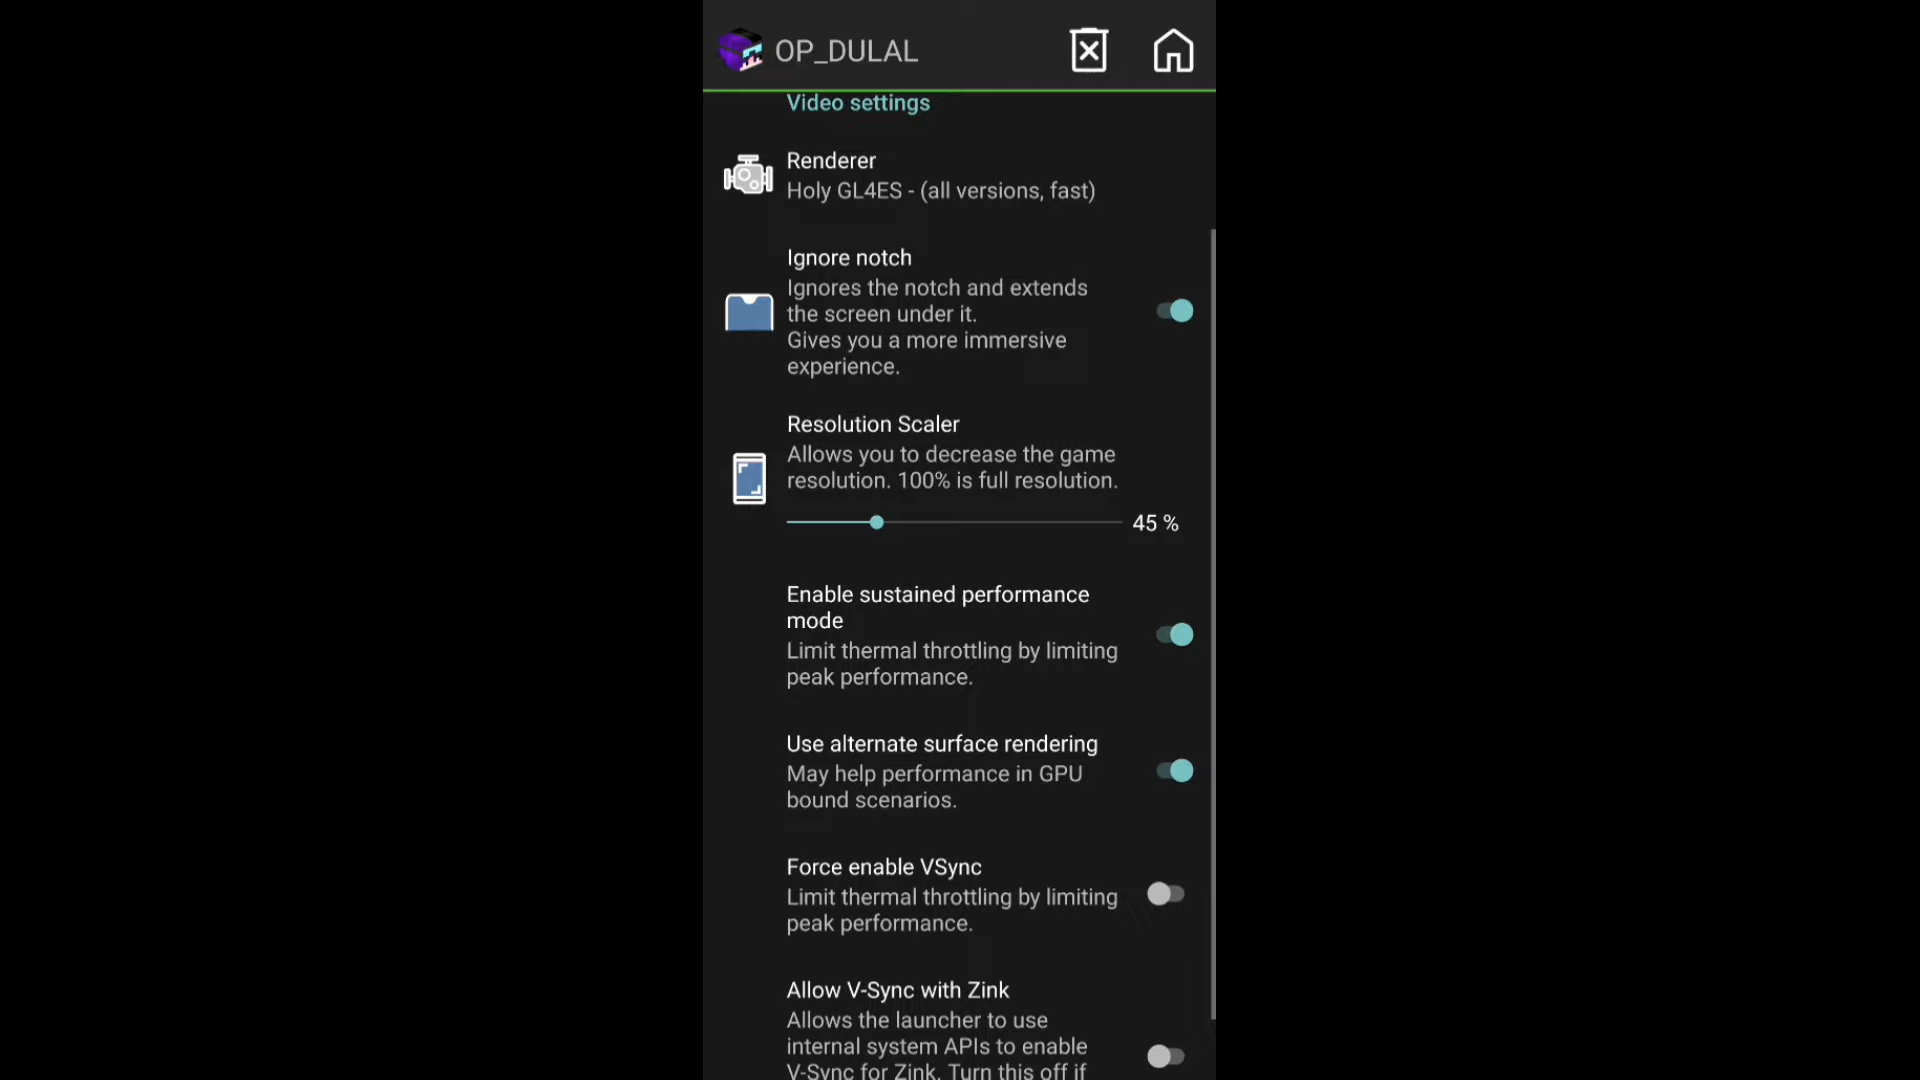 OP_DULAL
Video settings
Renderer
Holy GL4ES - (all versions, fast)
Ignore notch
Ignores the notch and extends
the screen under it.
Gives you a more immersive
experience.
Resolution Scaler
Allows you to decrease the game
resolution. 100% is full resolution.
45 %
Enable sustained performance
mode
Limit thermal throttling by limiting
peak performance.
Use alternate surface rendering
May help performance in GPU
bound scenarios.
Force enable VSync
Limit thermal throttling by limiting
peak performance.
Allow V-Sync with Zink
Allows the launcher to use
internal system APIs to enable
V-Sync for Zink. Turn this off if